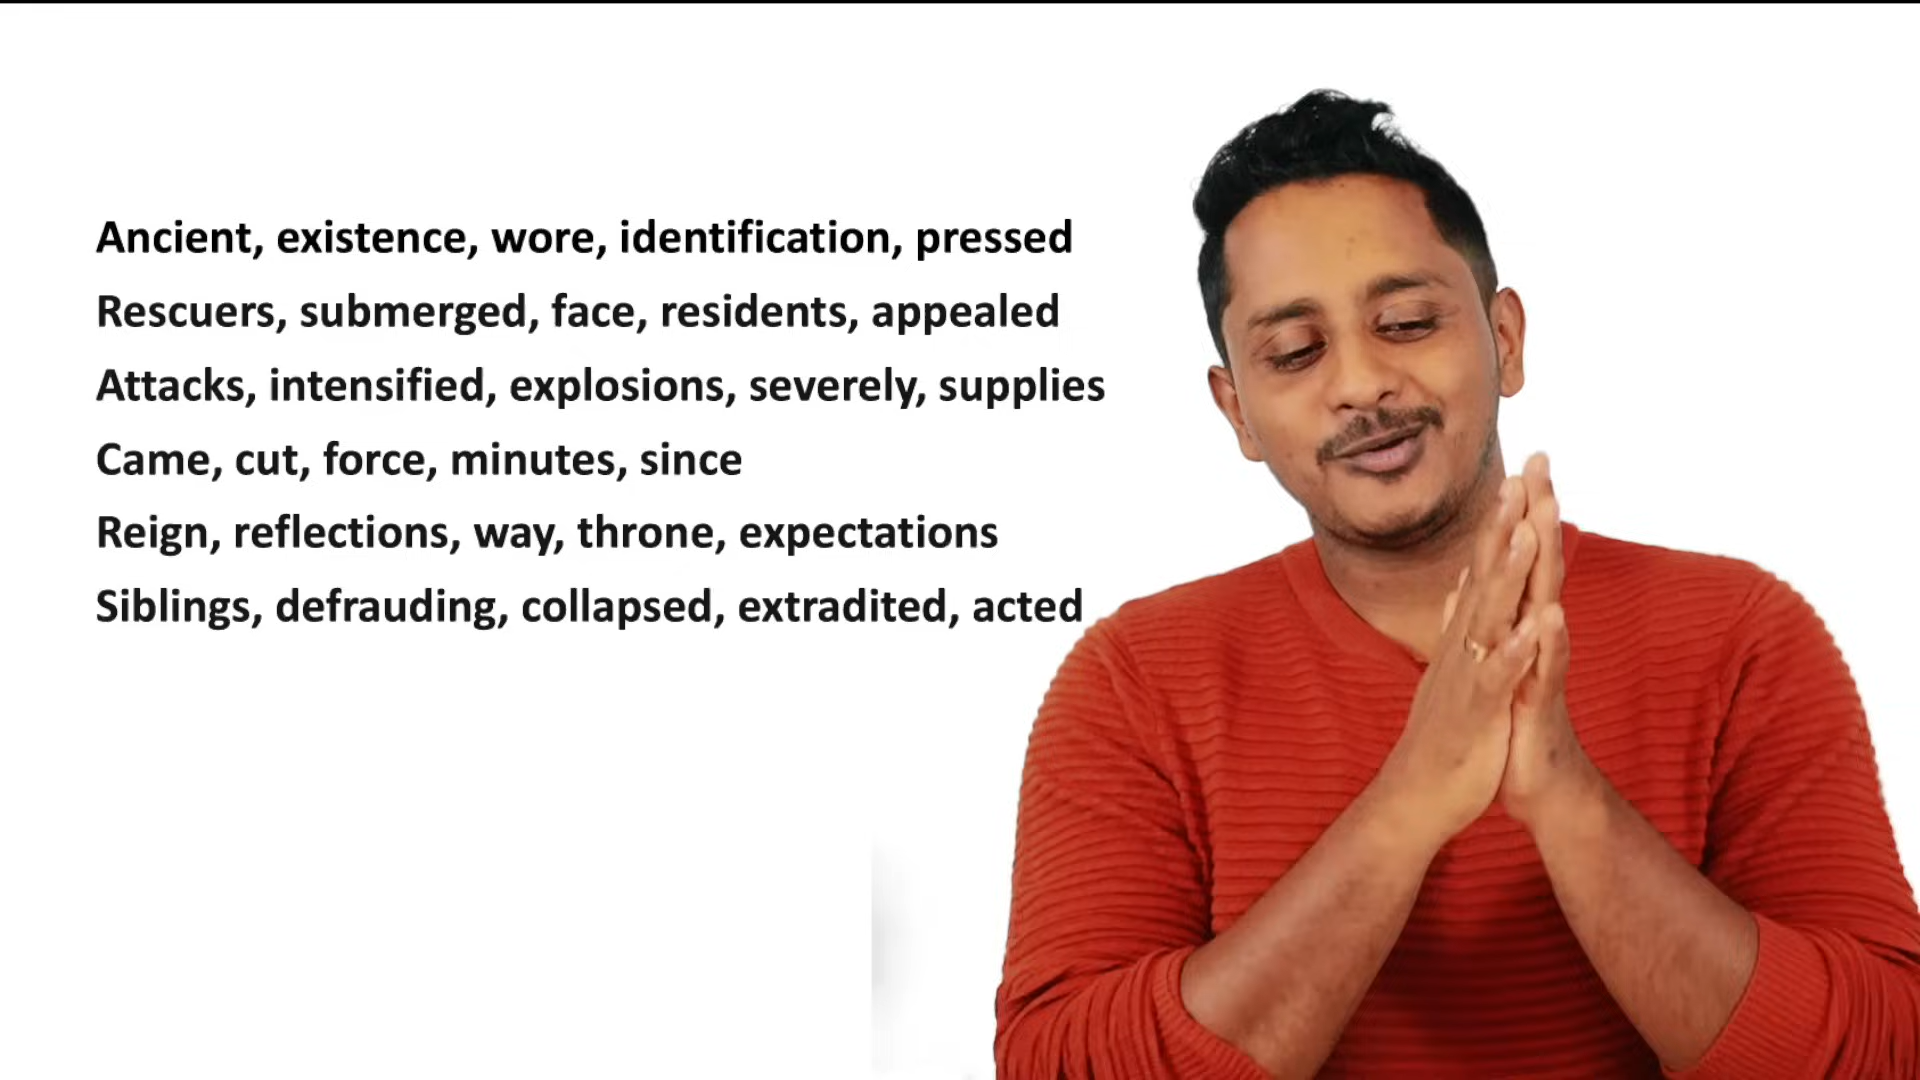 Ancient, existence, wore, identification, pressed
Rescuers, submerged, face, residents, appealed
Attacks, intensified, explosions, severely, supplies
Came, cut, force, minutes, since
Reign, reflections, way, throne, expectations
Siblings, defrauding, collapsed, extradited, acted